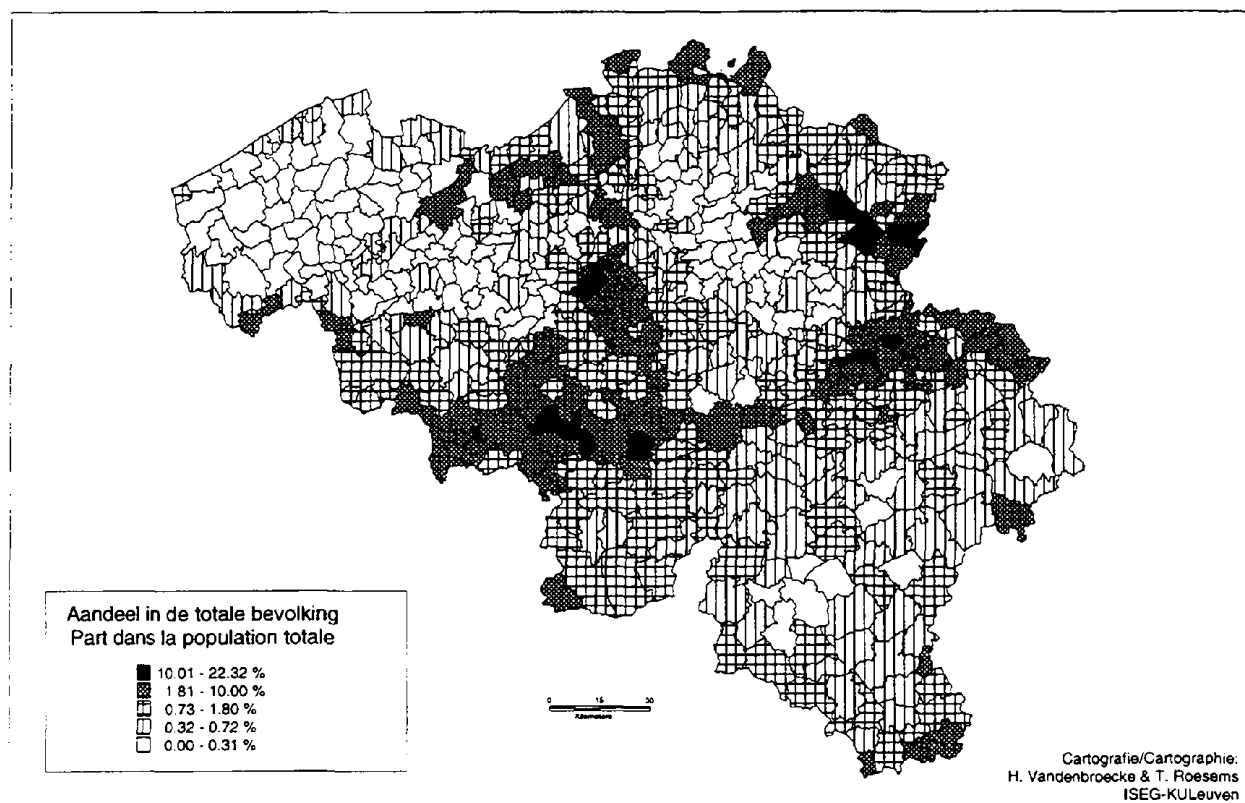 Aandeel in de totale bevolking
Part dans la population totale
10.01 - 22.32 %
1.81 - 10.00 %
0.73 - 1.80 %
0.32 - 0.72 %
0.00 - 0.31 %
0 15 30
Kilometers
Cartografie/Cartographie:
H. Vandenbroecke & T. Roesems
ISEG-KULeuven